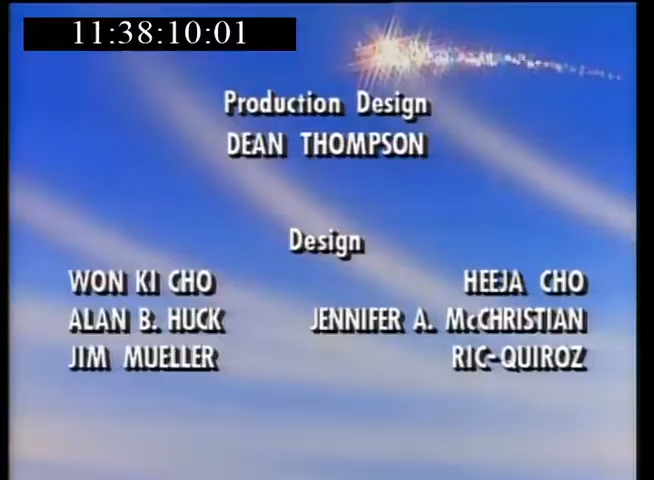 11:38:10:01
Production Design
DEAN THOMPSON
Design
WON KI CHO HEEJA CHO
ALAN B. HUCK JENNIFER A. McCHRISTIAN
JIM MUELLER RIC-QUIROZ